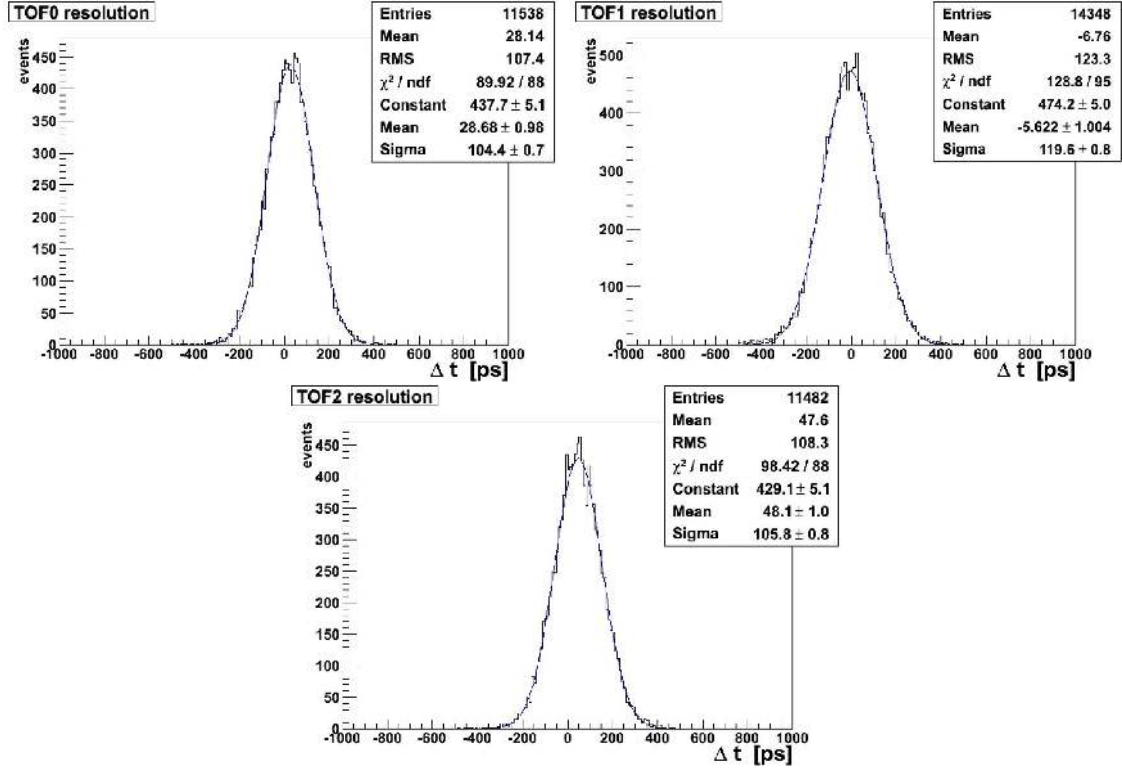 TOF0 resolution
Entries 11538
Mean 28.14
RMS 107.4
χ² / ndf 89.92 / 88
Constant 437.7 ± 5.1
Mean 28.68 ± 0.98
Sigma 104.4 ± 0.7
events
450
400
350
300
250
200
150
100
50
0
-1000 -800 -600 -400 -200 0 200 400 600 800 1000
Δ t [ps]
TOF1 resolution
Entries 14348
Mean -6.76
RMS 123.3
χ² / ndf 128.8 / 95
Constant 474.2 ± 5.0
Mean -5.622 ± 1.004
Sigma 119.6 ± 0.8
events
500
400
300
200
100
0
-1000 -800 -600 -400 -200 0 200 400 600 800 1000
Δ t [ps]
TOF2 resolution
Entries 11482
Mean 47.6
RMS 108.3
χ² / ndf 98.42 / 88
Constant 429.1 ± 5.1
Mean 48.1 ± 1.0
Sigma 105.8 ± 0.8
events
450
400
350
300
250
200
150
100
50
0
-1000 -800 -600 -400 -200 0 200 400 600 800 1000
Δ t [ps]